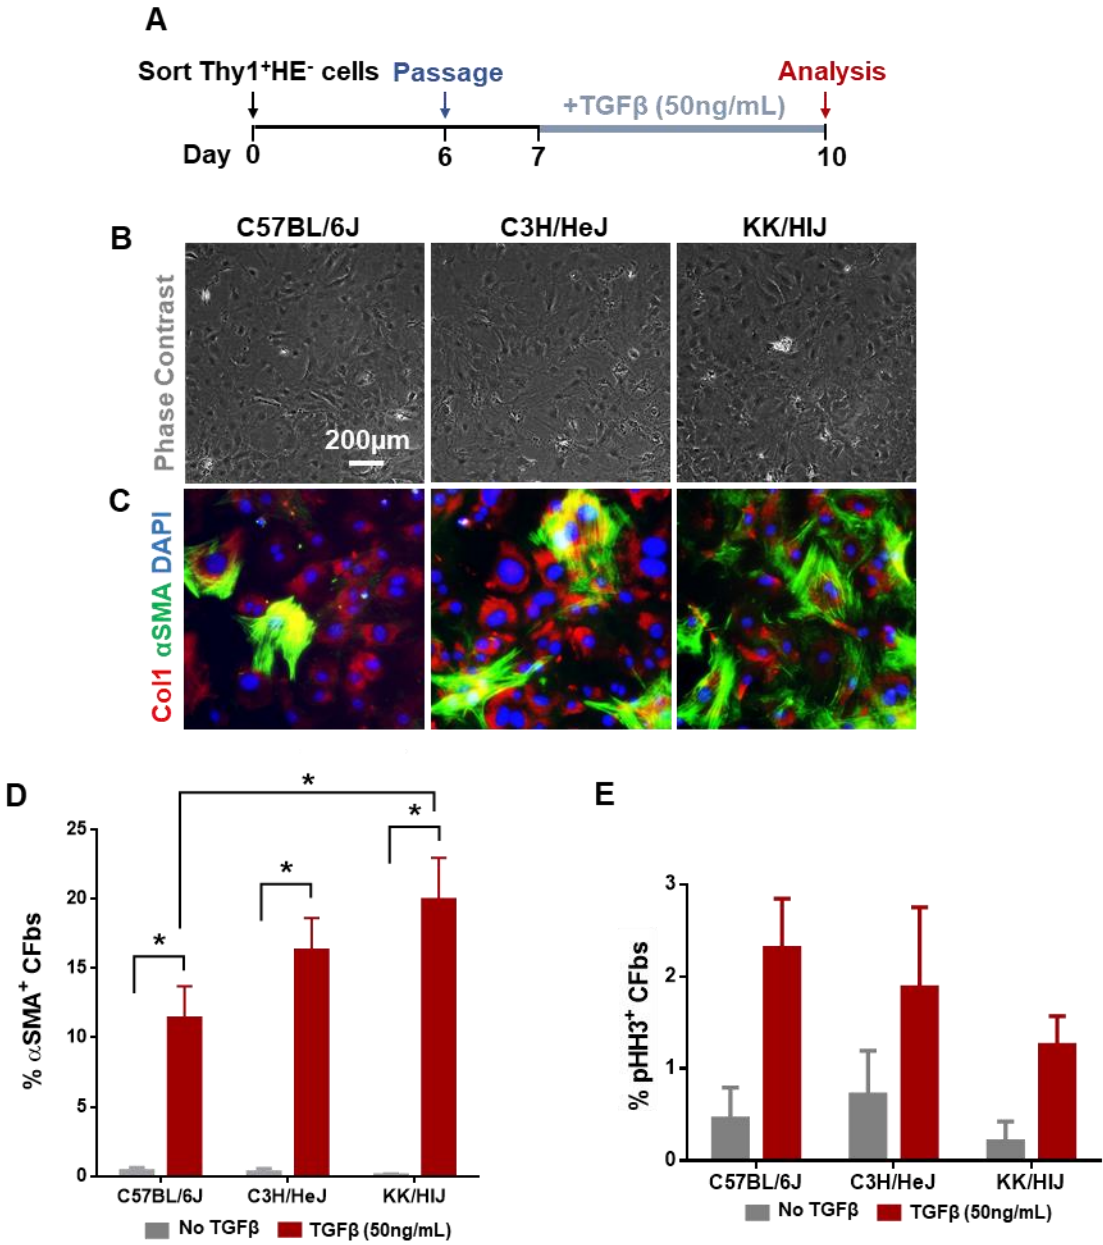 A
Sort Thy1⁺HE⁻ cells Passage Analysis
+TGFβ (50ng/mL)
Day 0 6 7 10
B
C57BL/6J C3H/HeJ KK/HIJ
Phase Contrast
200μm
C
Col1 αSMA DAPI
D
*
*
*
*
% αSMA⁺ CFbs
25
20
15
10
5
0
C57BL/6J C3H/HeJ KK/HIJ
No TGFβ TGFβ (50ng/mL)
E
% pHH3⁺ CFbs
3
2
1
0
C57BL/6J C3H/HeJ KK/HIJ
No TGFβ TGFβ (50ng/mL)